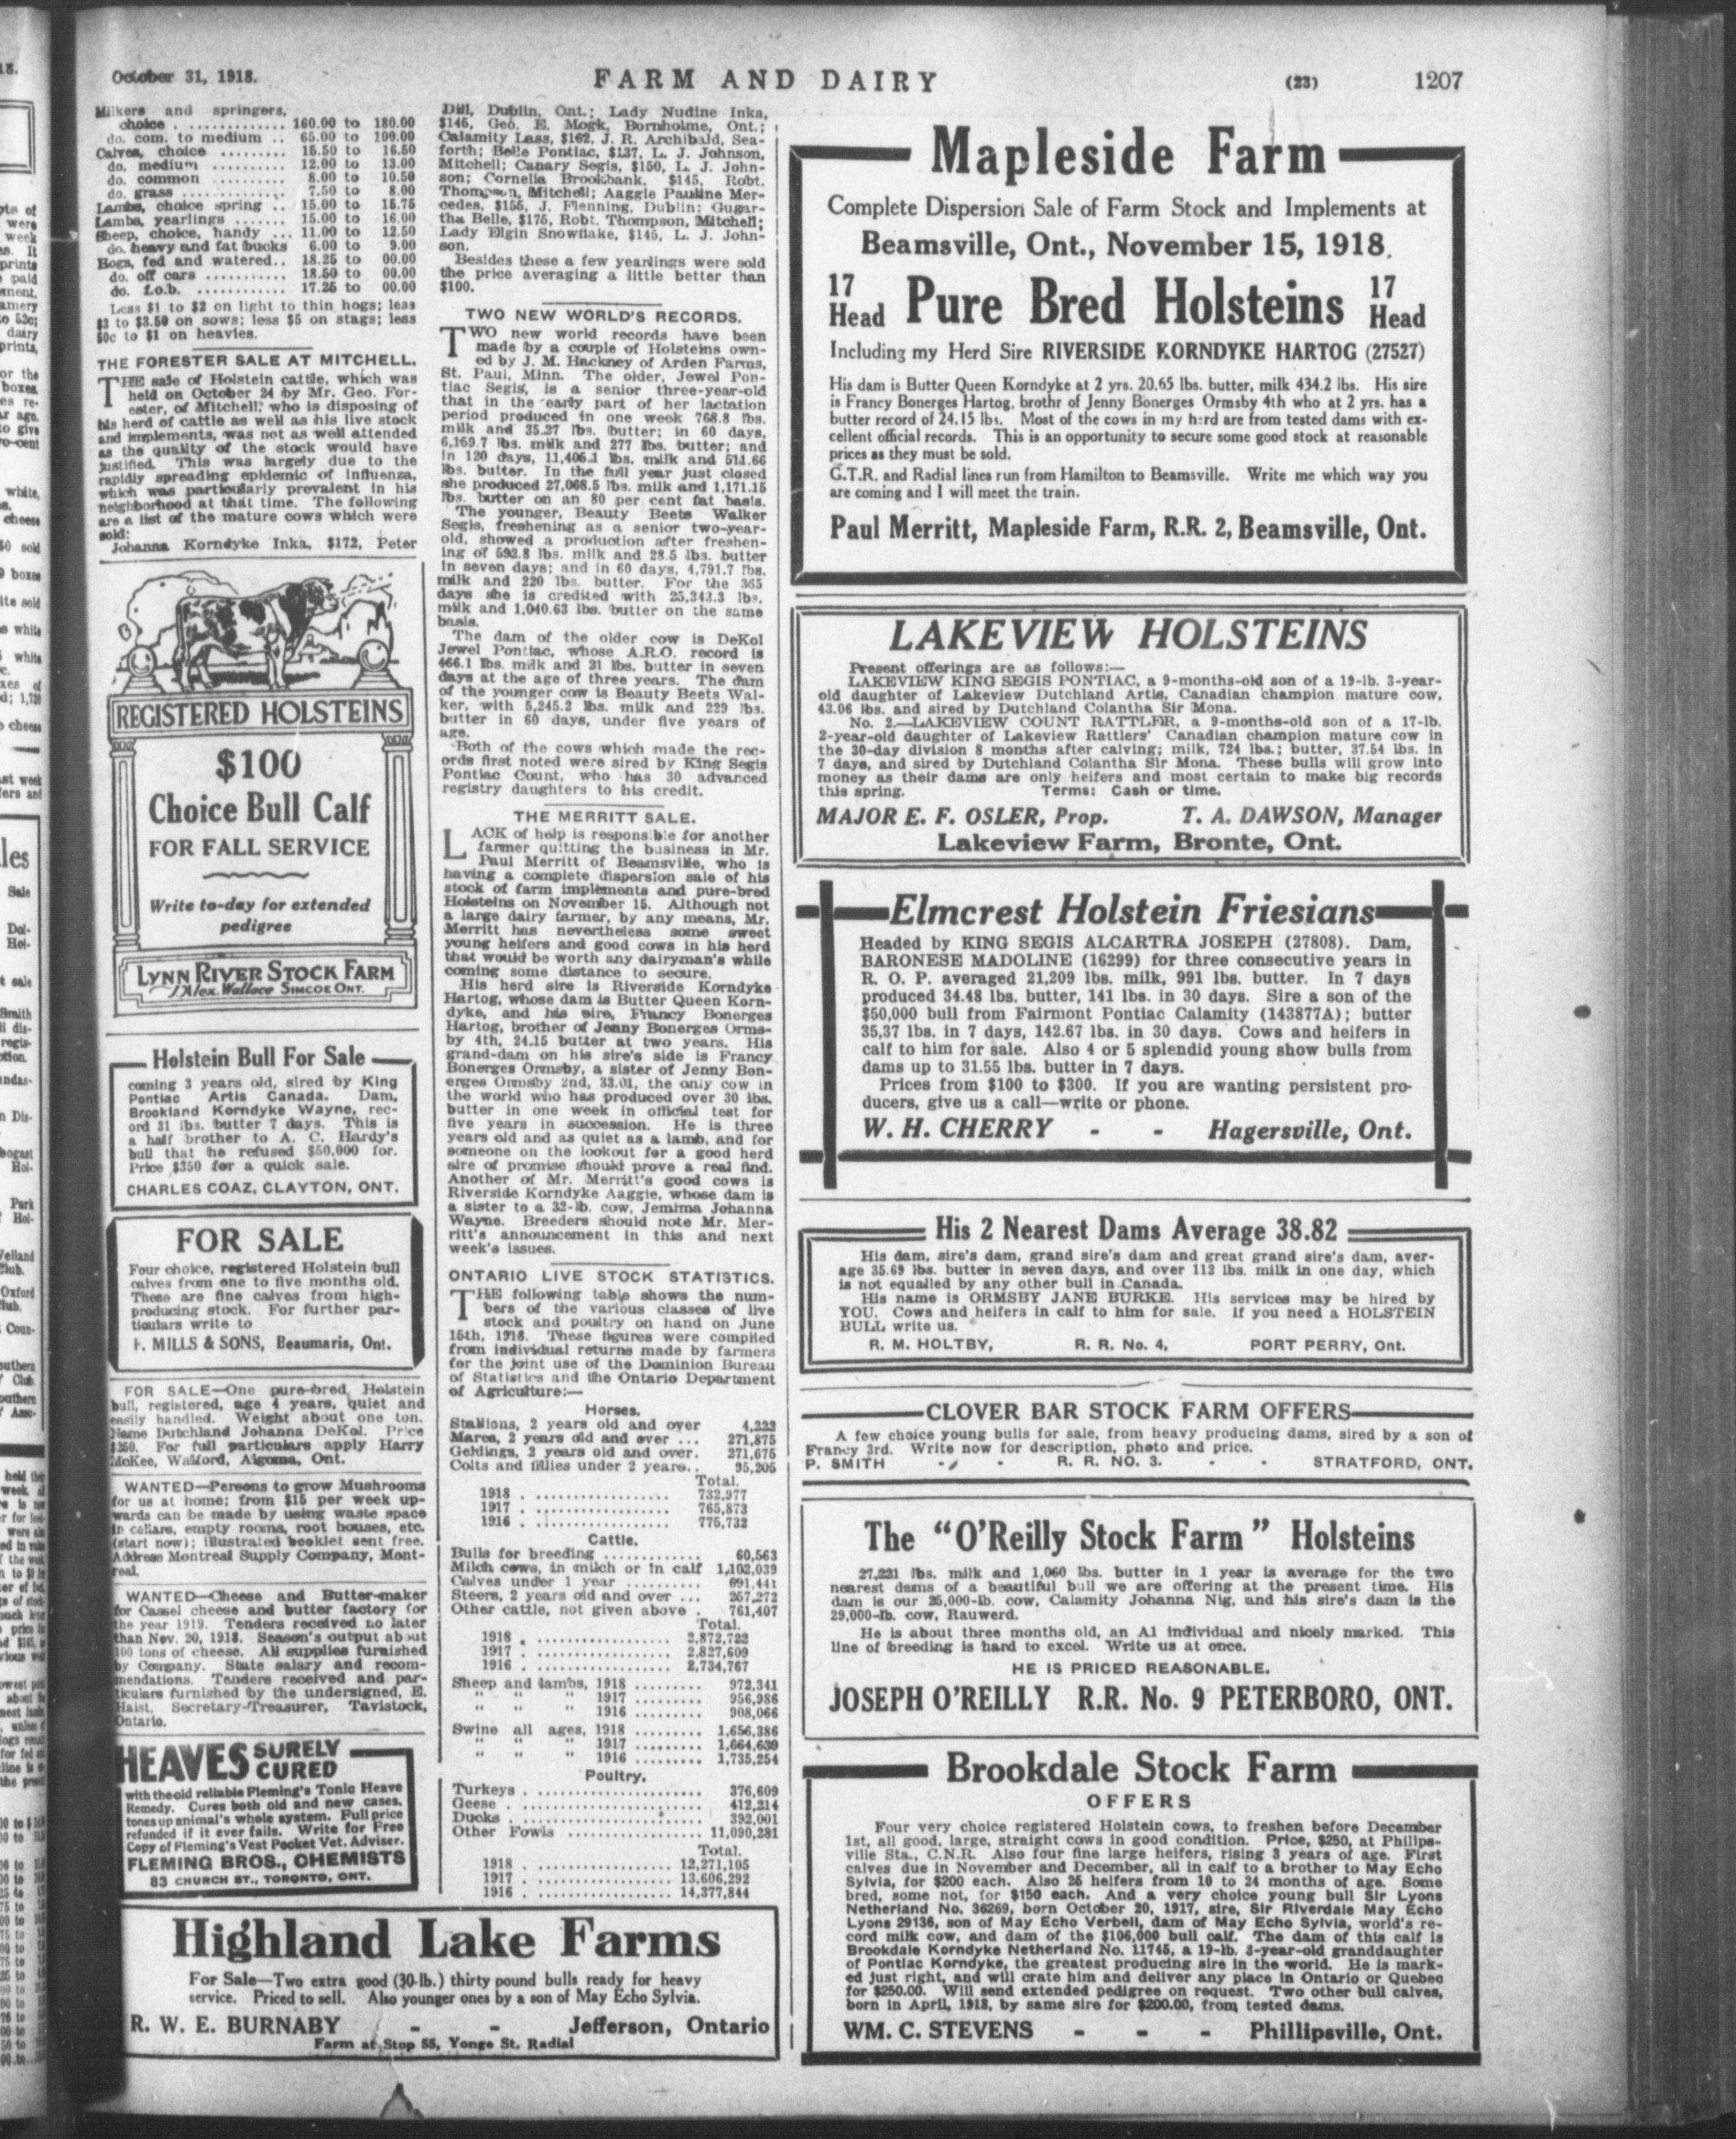 October 31, 1918.
FARM AND DAIRY
(23)
1207
Milkers and springers,
choice . ............. 160.00 to 180.00
do. com. to medium .. 65.00 to 100.00
Calves, choice ......... 15.50 to 16.50
do. medium .......... 12.00 to 13.00
do. common ......... 8.00 to 10.50
do. grass ............. 7.50 to 8.00
Lambs, choice spring .. 15.00 to 15.75
Lambs, yearlings ....... 15.00 to 16.00
Sheep, choice, handy ... 11.00 to 12.50
do. heavy and fat bucks 6.00 to 9.00
Hogs, fed and watered.. 18.25 to 00.00
do. off cars ........... 18.50 to 00.00
do. f.o.b. ............ 17.25 to 00.00
Less $1 to $2 on light to thin hogs; less
$3 to $3.50 on sows; less $5 on stags; less
50c to $1 on heavies.
THE FORESTER SALE AT MITCHELL.
THE sale of Holstein cattle, which was
held on October 24 by Mr. Geo. For-
ester, of Mitchell, who is disposing of
his herd of cattle as well as his live stock
and implements, was not as well attended
as the quality of the stock would have
justified. This was largely due to the
rapidly spreading epidemic of influenza,
which was particularly prevalent in his
neighborhood at that time. The following
are a list of the mature cows which were
sold:
Johanna Korndyke Inka, $172, Peter
REGISTERED HOLSTEINS
$100
Choice Bull Calf
FOR FALL SERVICE
Write to-day for extended
pedigree
LYNN RIVER STOCK FARM
J Alex. Wallace SIMCOE ONT.
Holstein Bull For Sale
coming 3 years old, sired by King
Pontiac Artis Canada. Dam,
Brookland Korndyke Wayne, rec-
ord 31 lbs. butter 7 days. This is
a half brother to A. C. Hardy's
bull that he refused $50,000 for.
Price $350 for a quick sale.
CHARLES COAZ, CLAYTON, ONT.
FOR SALE
Four choice, registered Holstein bull
calves from one to five months old.
These are fine calves from high-
producing stock. For further par-
ticulars write to
F. MILLS & SONS, Beaumaris, Ont.
FOR SALE—One pure-bred Holstein
bull, registered, age 4 years, quiet and
easily handled. Weight about one ton.
Name Dutchland Johanna DeKol. Price
$350. For full particulars apply Harry
McKee, Walford, Algoma, Ont.
WANTED—Persons to grow Mushrooms
for us at home; from $15 per week up-
wards can be made by using waste space
in cellars, empty rooms, root houses, etc.
(start now); illustrated booklet sent free.
Address Montreal Supply Company, Mont-
real.
WANTED—Cheese and Butter-maker
for Cassel cheese and butter factory for
the year 1919. Tenders received no later
than Nov. 20, 1918. Season's output about
100 tons of cheese. All supplies furnished
by Company. State salary and recom-
mendations. Tenders received and par-
ticulars furnished by the undersigned, E.
Haist, Secretary-Treasurer, Tavistock,
Ontario.
HEAVES SURELY CURED
with the old reliable Fleming's Tonic Heave
Remedy. Cures both old and new cases,
tones up animal's whole system. Full price
refunded if it ever fails. Write for Free
Copy of Fleming's Vest Pocket Vet. Adviser.
FLEMING BROS., CHEMISTS
83 CHURCH ST., TORONTO, ONT.
Dill, Dublin, Ont.; Lady Nudine Inka,
$146, Geo. E. Mogk, Bornholme, Ont.;
Calamity Lass, $162, J. R. Archibald, Sea-
forth; Belle Pontiac, $137, L. J. Johnson,
Mitchell; Canary Segis, $150, L. J. John-
son; Cornelia Brookbank, $145, Robt.
Thompson, Mitchell; Aaggie Pauline Mer-
cedes, $155, J. Flenning, Dublin; Gugar-
tha Belle, $175, Robt. Thompson, Mitchell;
Lady Elgin Snowflake, $145, L. J. John-
son.
Besides these a few yearlings were sold
the price averaging a little better than
$100.
TWO NEW WORLD'S RECORDS.
TWO new world records have been
made by a couple of Holsteins own-
ed by J. M. Hackney of Arden Farms,
St. Paul, Minn. The older, Jewel Pon-
tiac Segis, is a senior three-year-old
that in the early part of her lactation
period produced in one week 768.8 lbs.
milk and 35.27 lbs. butter; in 60 days,
6,169.7 lbs. milk and 277 lbs. butter; and
in 120 days, 11,405.1 lbs. milk and 511.66
lbs. butter. In the full year just closed
she produced 27,068.5 lbs. milk and 1,171.15
lbs. butter on an 80 per cent fat basis.
The younger, Beauty Beets Walker
Segis, freshening as a senior two-year-
old, showed a production after freshen-
ing of 592.8 lbs. milk and 28.5 lbs. butter
in seven days; and in 60 days, 4,791.7 lbs.
milk and 220 lbs. butter. For the 365
days she is credited with 25,343.3 lbs.
milk and 1,040.63 lbs. butter on the same
basis.
The dam of the older cow is DeKol
Jewel Pontiac, whose A.R.O. record is
466.1 lbs. milk and 21 lbs. butter in seven
days at the age of three years. The dam
of the younger cow is Beauty Beets Wal-
ker, with 5,245.2 lbs. milk and 229 lbs.
butter in 60 days, under five years of
age.
Both of the cows which made the rec-
ords first noted were sired by King Segis
Pontiac Count, who has 30 advanced
registry daughters to his credit.
THE MERRITT SALE.
LACK of help is responsible for another
farmer quitting the business in Mr.
Paul Merritt of Beamsville, who is
having a complete dispersion sale of his
stock of farm implements and pure-bred
Holsteins on November 15. Although not
a large dairy farmer, by any means, Mr.
Merritt has nevertheless some sweet
young heifers and good cows in his herd
that would be worth any dairyman's while
coming some distance to secure.
His herd sire is Riverside Korndyke
Hartog, whose dam is Butter Queen Korn-
dyke, and his sire, Francy Bonerges
Hartog, brother of Jenny Bonerges Orms-
by 4th, 24.15 butter at two years. His
grand-dam on his sire's side is Francy
Bonerges Ormsby, a sister of Jenny Bon-
erges Ormsby 2nd, 33.01, the only cow in
the world who has produced over 30 lbs.
butter in one week in official test for
five years in succession. He is three
years old and as quiet as a lamb, and for
someone on the lookout for a good herd
sire of promise should prove a real find.
Another of Mr. Merritt's good cows is
Riverside Korndyke Aaggie, whose dam is
a sister to a 32-lb. cow, Jemima Johanna
Wayne. Breeders should note Mr. Mer-
ritt's announcement in this and next
week's issues.
ONTARIO LIVE STOCK STATISTICS.
THE following table shows the num-
bers of the various classes of live
stock and poultry on hand on June
15th, 1918. These figures were compiled
from individual returns made by farmers
for the joint use of the Dominion Bureau
of Statistics and the Ontario Department
of Agriculture:—
Horses.
Stallions, 2 years old and over 4,222
Mares, 2 years old and over ... 271,875
Geldings, 2 years old and over. 271,675
Colts and fillies under 2 years.. 95,205
Total.
1918 . .................. 732,977
1917 . .................. 765,873
1916 . .................. 775,732
Cattle.
Bulls for breeding ............ 60,563
Milch cows, in milch or in calf 1,102,039
Calves under 1 year .......... 691,441
Steers, 2 years old and over ... 257,272
Other cattle, not given above . 761,407
Total.
1918 . .................. 2,872,722
1917 . .................. 2,827,609
1916 . .................. 2,734,767
Sheep and lambs, 1918 ......... 972,341
" " " 1917 ......... 956,986
" " " 1916 ......... 908,066
Swine all ages, 1918 ......... 1,656,386
" " " 1917 ......... 1,664,639
" " " 1916 ......... 1,735,254
Poultry.
Turkeys . ....................... 376,609
Geese . ......................... 412,214
Ducks . ......................... 392,001
Other Fowls ................. 11,090,281
Total.
1918 . .................. 12,271,105
1917 . .................. 13,606,292
1916 . .................. 14,377,844
Highland Lake Farms
For Sale—Two extra good (30-lb.) thirty pound bulls ready for heavy
service. Priced to sell. Also younger ones by a son of May Echo Sylvia.
R. W. E. BURNABY - - Jefferson, Ontario
Farm at Stop 55, Yonge St. Radial
Mapleside Farm
Complete Dispersion Sale of Farm Stock and Implements at
Beamsville, Ont., November 15, 1918.
17 Head Pure Bred Holsteins 17 Head
Including my Herd Sire RIVERSIDE KORNDYKE HARTOG (27527)
His dam is Butter Queen Korndyke at 2 yrs. 20.65 lbs. butter, milk 434.2 lbs. His sire
is Francy Bonerges Hartog, brothr of Jenny Bonerges Ormsby 4th who at 2 yrs. has a
butter record of 24.15 lbs. Most of the cows in my herd are from tested dams with ex-
cellent official records. This is an opportunity to secure some good stock at reasonable
prices as they must be sold.
G.T.R. and Radial lines run from Hamilton to Beamsville. Write me which way you
are coming and I will meet the train.
Paul Merritt, Mapleside Farm, R.R. 2, Beamsville, Ont.
LAKEVIEW HOLSTEINS
Present offerings are as follows:—
LAKEVIEW KING SEGIS PONTIAC, a 9-months-old son of a 19-lb. 3-year-
old daughter of Lakeview Dutchland Artis, Canadian champion mature cow,
43.06 lbs. and sired by Dutchland Colantha Sir Mona.
No. 2.—LAKEVIEW COUNT RATTLER, a 9-months-old son of a 17-lb.
2-year-old daughter of Lakeview Rattlers' Canadian champion mature cow in
the 30-day division 8 months after calving; milk, 724 lbs.; butter, 37.54 lbs. in
7 days, and sired by Dutchland Colantha Sir Mona. These bulls will grow into
money as their dams are only heifers and most certain to make big records
this spring. Terms: Cash or time.
MAJOR E. F. OSLER, Prop. T. A. DAWSON, Manager
Lakeview Farm, Bronte, Ont.
Elmcrest Holstein Friesians
Headed by KING SEGIS ALCARTRA JOSEPH (27808). Dam,
BARONESE MADOLINE (16299) for three consecutive years in
R. O. P. averaged 21,209 lbs. milk, 991 lbs. butter. In 7 days
produced 34.48 lbs. butter, 141 lbs. in 30 days. Sire a son of the
$50,000 bull from Fairmont Pontiac Calamity (143877A); butter
35,37 lbs. in 7 days, 142.67 lbs. in 30 days. Cows and heifers in
calf to him for sale. Also 4 or 5 splendid young show bulls from
dams up to 31.55 lbs. butter in 7 days.
Prices from $100 to $300. If you are wanting persistent pro-
ducers, give us a call—write or phone.
W. H. CHERRY - - Hagersville, Ont.
His 2 Nearest Dams Average 38.82
His dam, sire's dam, grand sire's dam and great grand sire's dam, aver-
age 35.69 lbs. butter in seven days, and over 112 lbs. milk in one day, which
is not equalled by any other bull in Canada.
His name is ORMSBY JANE BURKE. His services may be hired by
YOU. Cows and heifers in calf to him for sale. If you need a HOLSTEIN
BULL write us.
R. M. HOLTBY, R. R. No. 4, PORT PERRY, Ont.
CLOVER BAR STOCK FARM OFFERS
A few choice young bulls for sale, from heavy producing dams, sired by a son of
Francy 3rd. Write now for description, photo and price.
P. SMITH - - R. R. NO. 3. - - STRATFORD, ONT.
The "O'Reilly Stock Farm" Holsteins
27,221 lbs. milk and 1,060 lbs. butter in 1 year is average for the two
nearest dams of a beautiful bull we are offering at the present time. His
dam is our 25,000-lb. cow, Calamity Johanna Nig, and his sire's dam is the
29,000-lb. cow, Rauwerd.
He is about three months old, an A1 individual and nicely marked. This
line of breeding is hard to excel. Write us at once.
HE IS PRICED REASONABLE.
JOSEPH O'REILLY R.R. No. 9 PETERBORO, ONT.
Brookdale Stock Farm
OFFERS
Four very choice registered Holstein cows, to freshen before December
1st, all good, large, straight cows in good condition. Price, $250, at Philips-
ville Sta., C.N.R. Also four fine large heifers, rising 3 years of age. First
calves due in November and December, all in calf to a brother to May Echo
Sylvia, for $200 each. Also 25 heifers from 10 to 24 months of age. Some
bred, some not, for $150 each. And a very choice young bull Sir Lyons
Netherland No. 36269, born October 20, 1917, sire, Sir Riverdale May Echo
Lyons 29136, son of May Echo Verbell, dam of May Echo Sylvia, world's re-
cord milk cow, and dam of the $106,000 bull calf. The dam of this calf is
Brookdale Korndyke Netherland No. 11745, a 19-lb. 3-year-old granddaughter
of Pontiac Korndyke, the greatest producing sire in the world. He is mark-
ed just right, and will crate him and deliver any place in Ontario or Quebec
for $250.00. Will send extended pedigree on request. Two other bull calves,
born in April, 1918, by same sire for $200.00, from tested dams.
WM. C. STEVENS - - - Phillipsville, Ont.